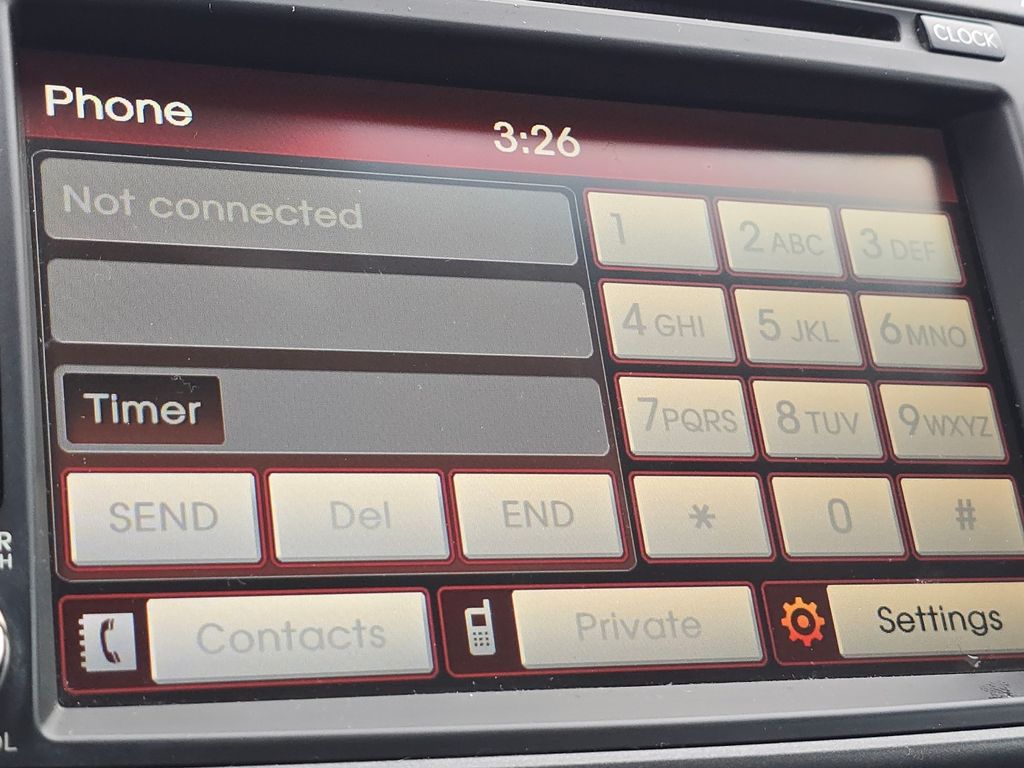 CLOCK
Phone
3:26
Not connected
1
2 ABC
3 DEF
4 GHI
5 JKL
6 MNO
Timer
7 PQRS
8 TUV
9 WXYZ
SEND
Del
END
*
0
#
Contacts
Private
Settings